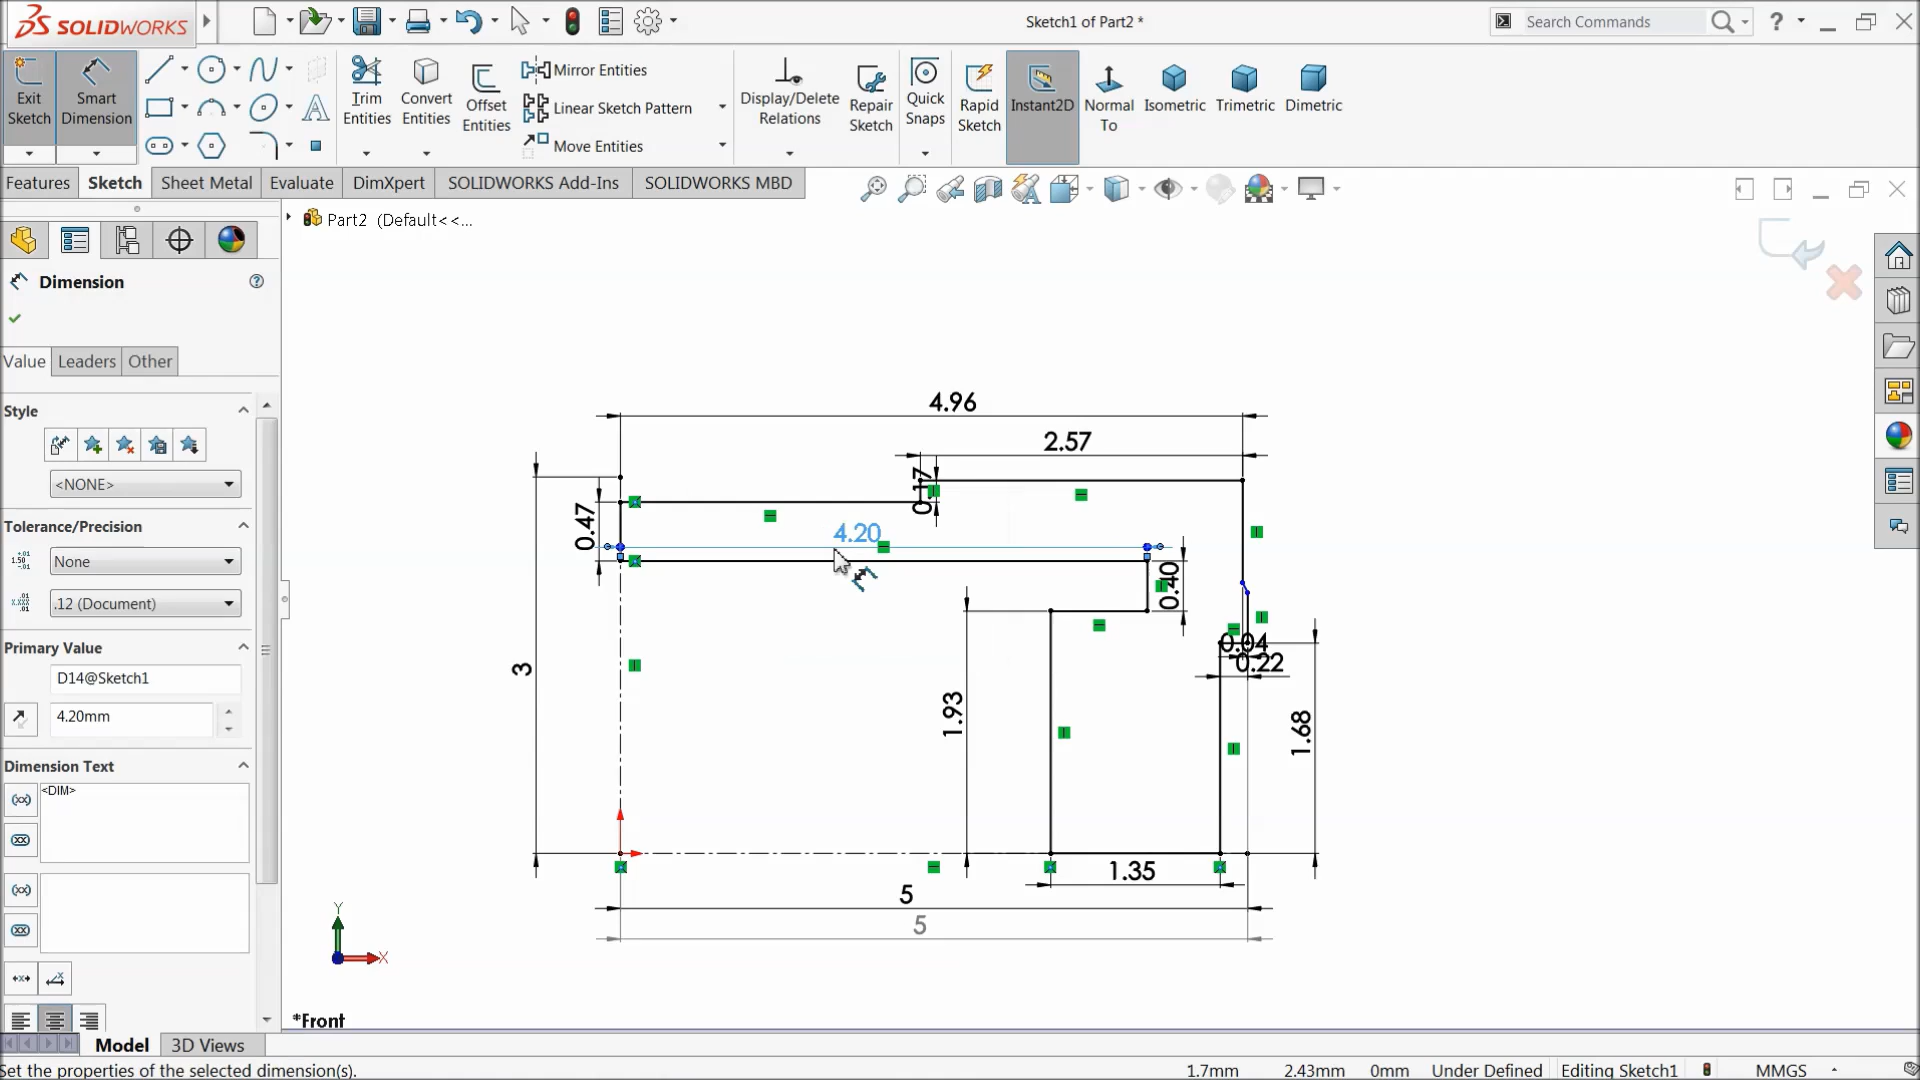 SOLIDWORKS
Sketch1 of Part2 *
Search Commands
Exit Sketch
Smart Dimension
Trim Entities
Convert Entities
Offset Entities
Mirror Entities
Linear Sketch Pattern
Move Entities
Display/Delete Relations
Repair Sketch
Quick Snaps
Rapid Sketch
Instant2D
Normal To
Isometric
Trimetric
Dimetric
Features
Sketch
Sheet Metal
Evaluate
DimXpert
SOLIDWORKS Add-Ins
SOLIDWORKS MBD
Part2 (Default<<...
Dimension
Value
Leaders
Other
Style
<NONE>
Tolerance/Precision
None
.12 (Document)
Primary Value
D14@Sketch1
4.20mm
Dimension Text
<DIM>
4.96
2.57
0.17
0.47
4.20
0.40
3
0.04
0.22
1.93
1.68
1.35
5
5
Y
X
*Front
Model
3D Views
Set the properties of the selected dimension(s).
1.7mm
2.43mm
0mm
Under Defined
Editing Sketch1
MMGS